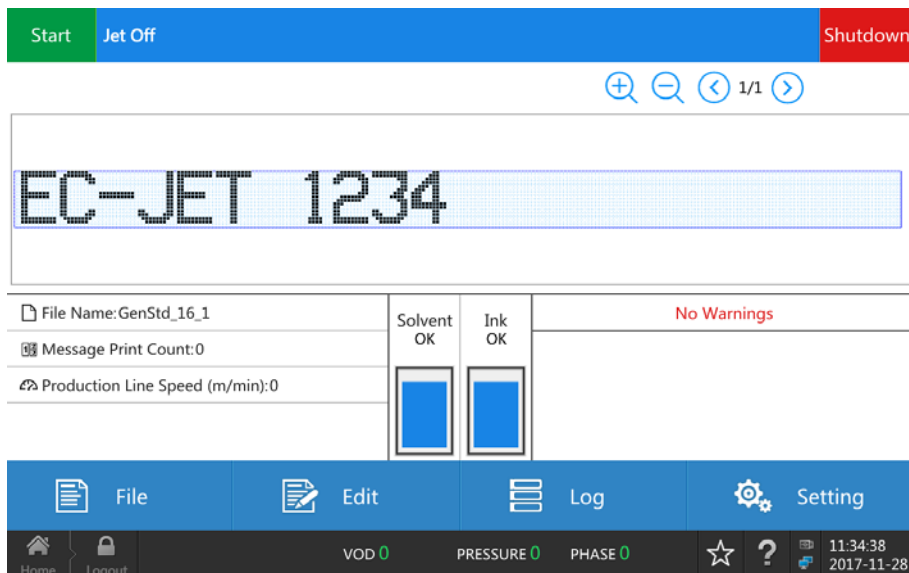 Start Jet Off Shutdown
1/1
EC-JET 1234
File Name:GenStd_16_1
Message Print Count:0
Production Line Speed (m/min):0
Solvent
OK
Ink
OK
No Warnings
File Edit Log Setting
Home Logout VOD 0 PRESSURE 0 PHASE 0 ? 11:34:38
2017-11-28